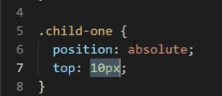 4
5 .child-one {
6 position: absolute;
7 top: 10px;
8 }